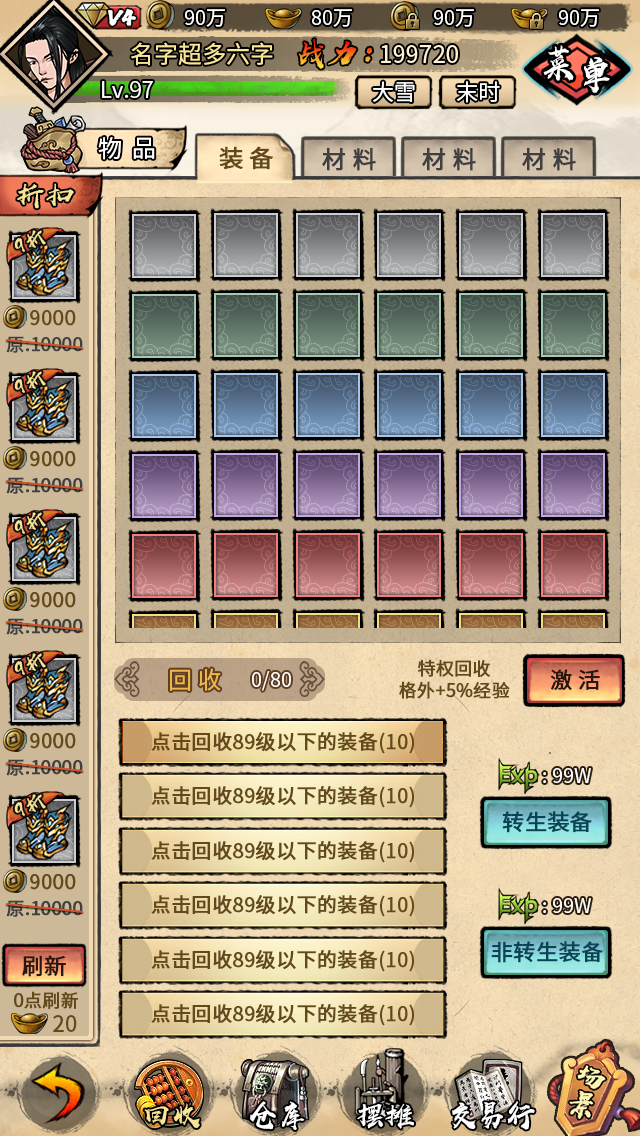 V4 90万 80万 90万 90万
名字超多六字 战力:199720
菜单
Lv.97
大雪 末时
物品
装备 材料 材料 材料
折扣
9折
9000
原:10000
9折
9000
原:10000
9折
9000
原:10000
9折
9000
原:10000
9折
9000
原:10000
刷新
0点刷新
20
回收 0/80
特权回收
格外+5%经验
激活
点击回收89级以下的装备(10)
点击回收89级以下的装备(10)
点击回收89级以下的装备(10)
点击回收89级以下的装备(10)
点击回收89级以下的装备(10)
点击回收89级以下的装备(10)
Exp:99W
转生装备
Exp:99W
非转生装备
回收 仓库 摆摊 交易行 场景